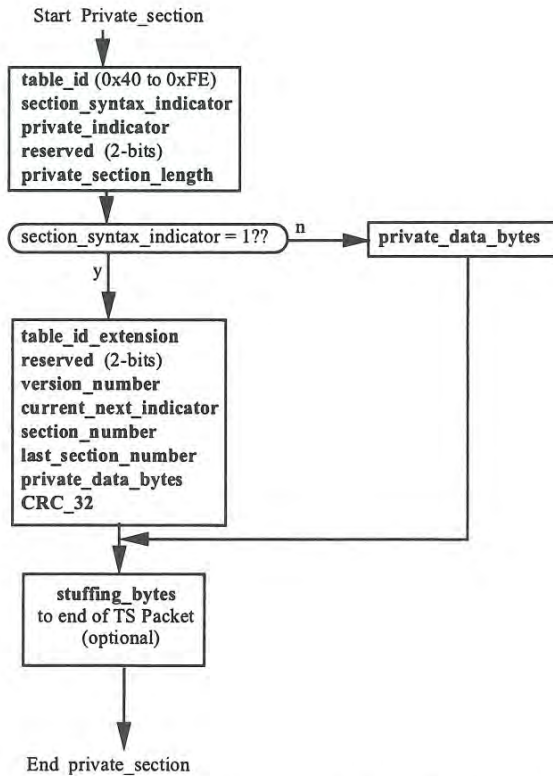 Start Private_section
table_id (0x40 to 0xFE)
section_syntax_indicator
private_indicator
reserved (2-bits)
private_section_length
section_syntax_indicator = 1??
n
private_data_bytes
y
table_id_extension
reserved (2-bits)
version_number
current_next_indicator
section_number
last_section_number
private_data_bytes
CRC_32
stuffing_bytes
to end of TS Packet
(optional)
End private_section